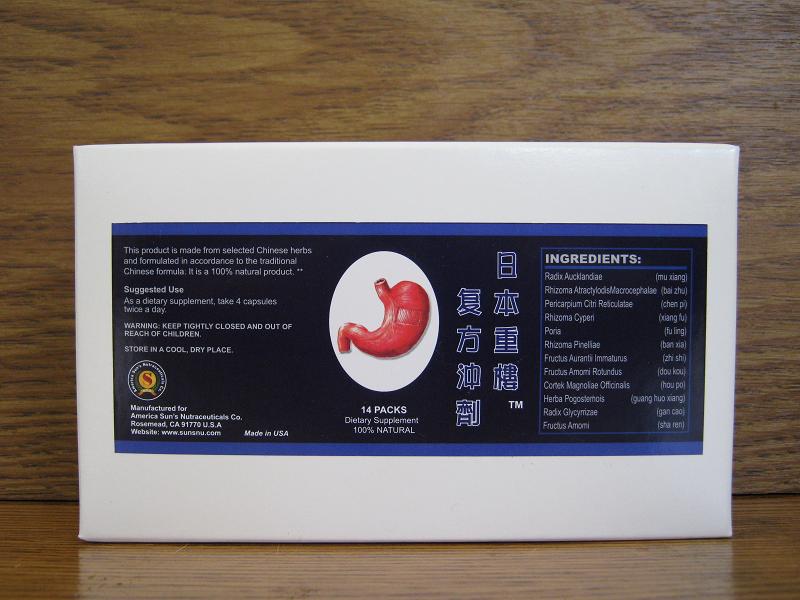 This product is made from selected Chinese herbs
and formulated in accordance to the traditional
Chinese formula. It is a 100% natural product. **
Suggested Use
As a dietary supplement, take 4 capsules
twice a day.
WARNING: KEEP TIGHTLY CLOSED AND OUT OF
REACH OF CHILDREN.
STORE IN A COOL, DRY PLACE.
America Sun's Nutraceuticals Co.
S
Manufactured for
America Sun's Nutraceuticals Co.
Rosemead, CA 91770 U.S.A
Website: www.sunsnu.com Made in USA
14 PACKS
Dietary Supplement
100% NATURAL
日本重樓
复方沖劑
TM
INGREDIENTS:
Radix Aucklandiae (mu xiang)
Rhizoma AtractylodisMacrocephalae (bai zhu)
Pericarpium Citri Reticulatae (chen pi)
Rhizoma Cyperi (xiang fu)
Poria (fu ling)
Rhizoma Pinelliae (ban xia)
Fructus Aurantii Immaturus (zhi shi)
Fructus Amomi Rotundus (dou kou)
Cortek Magnoliae Officinalis (hou po)
Herba Pogostemonis (guang huo xiang)
Radix Glycyrrizae (gan cao)
Fructus Amomi (sha ren)